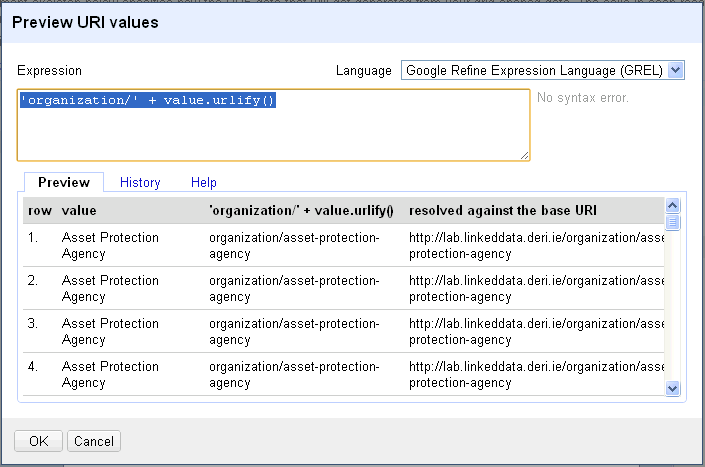 Preview URI values
Expression
Language Google Refine Expression Language (GREL)
'organization/' + value.urlify()
No syntax error.
Preview History Help
row value 'organization/' + value.urlify() resolved against the base URI
1. Asset Protection organization/asset-protection- http://lab.linkeddata.deri.ie/organization/asse
Agency agency protection-agency
2. Asset Protection organization/asset-protection- http://lab.linkeddata.deri.ie/organization/asse
Agency agency protection-agency
3. Asset Protection organization/asset-protection- http://lab.linkeddata.deri.ie/organization/asse
Agency agency protection-agency
4. Asset Protection organization/asset-protection- http://lab.linkeddata.deri.ie/organization/asse
Agency agency protection-agency
OK Cancel